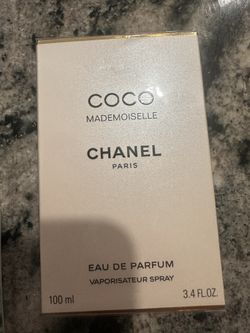 COCO
MADEMOISELLE
CHANEL
PARIS
EAU DE PARFUM
VAPORISATEUR SPRAY
100 ml 3.4 FL.OZ.